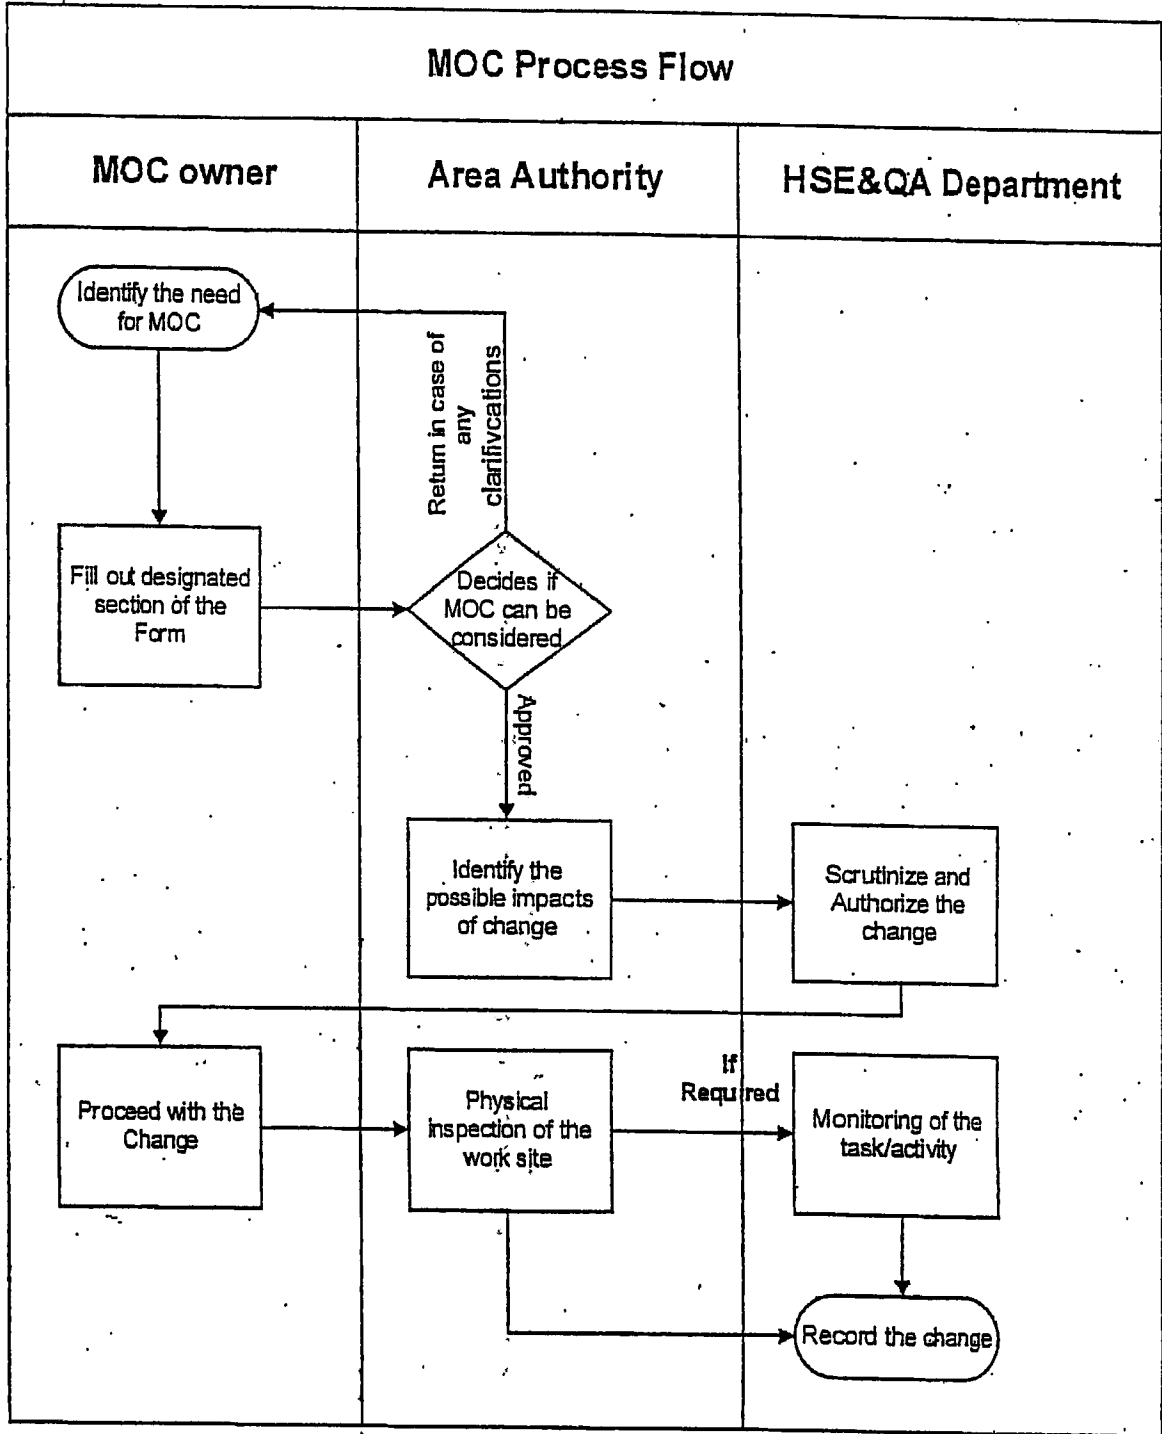 MOC Process Flow
MOC owner
Area Authority
HSE&QA Department
Identify the need
for MOC
Return in case of
any
clarifivcations
Fill out designated
section of the
Form
Decides if
MOC can be
considered
Approved
Identify the
possible impacts
of change
Scrutinize and
Authorize the
change
Proceed with the
Change
Physical
inspection of the
work site
If
Required
Monitoring of the
task/activity
Record the change